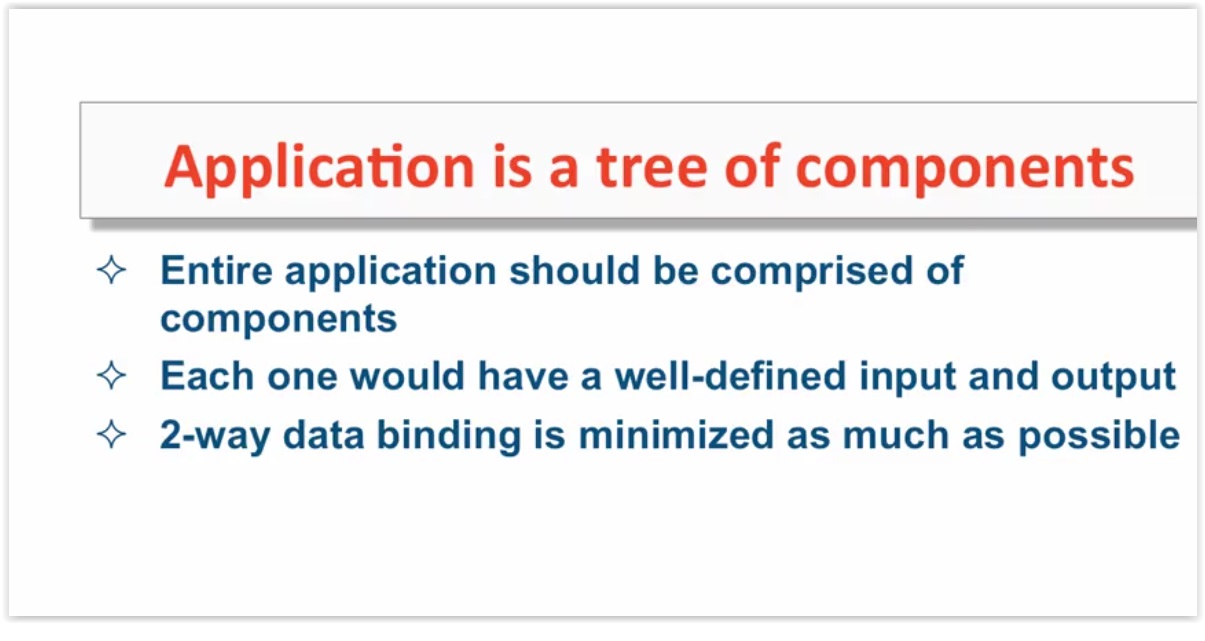 Application is a tree of components
Entire application should be comprised of
components
Each one would have a well-defined input and output
2-way data binding is minimized as much as possible